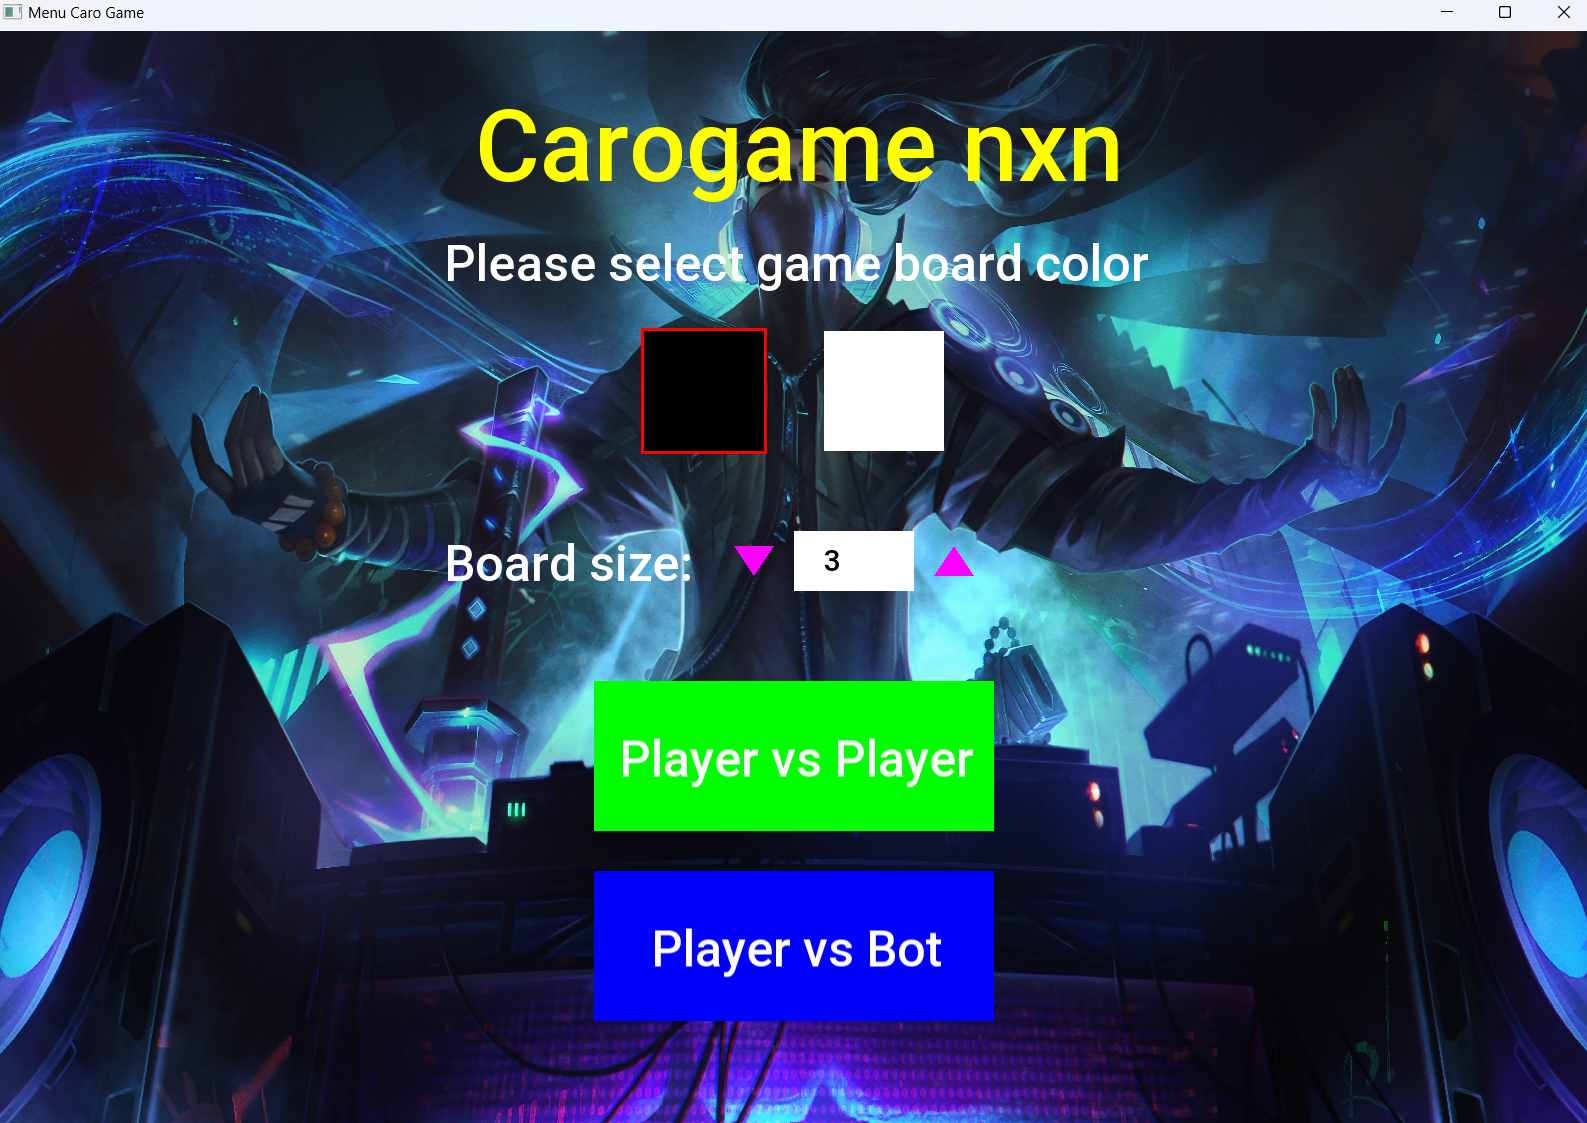 Menu Caro Game
Carogame nxn
Please select game board color
Board size:
3
Player vs Player
Player vs Bot